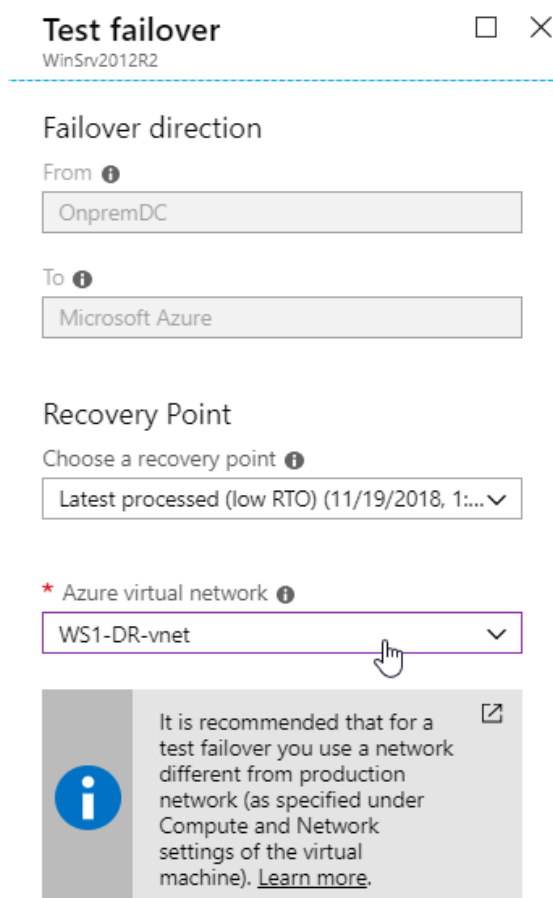 Test failover
WinSrv2012R2
Failover direction
From
OnpremDC
To
Microsoft Azure
Recovery Point
Choose a recovery point
Latest processed (low RTO) (11/19/2018, 1:...
* Azure virtual network
WS1-DR-vnet
It is recommended that for a
test failover you use a network
different from production
network (as specified under
Compute and Network
settings of the virtual
machine). Learn more.